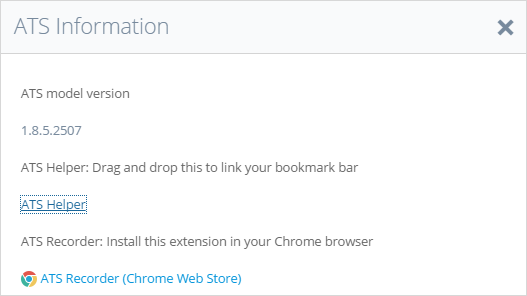 ATS Information
ATS model version
1.8.5.2507
ATS Helper: Drag and drop this to link your bookmark bar
ATS Helper
ATS Recorder: Install this extension in your Chrome browser
ATS Recorder (Chrome Web Store)